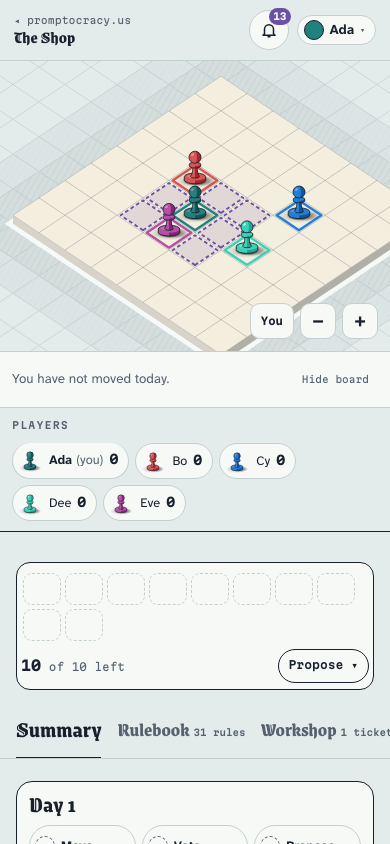 ◂ promptocracy.us
The Shop
13
Ada ▾
You − +
You have not moved today.
Hide board
PLAYERS
Ada (you) 0
Bo 0
Cy 0
Dee 0
Eve 0
10 of 10 left
Propose ▾
Summary
Rulebook 31 rules
Workshop 1 ticket
Day 1